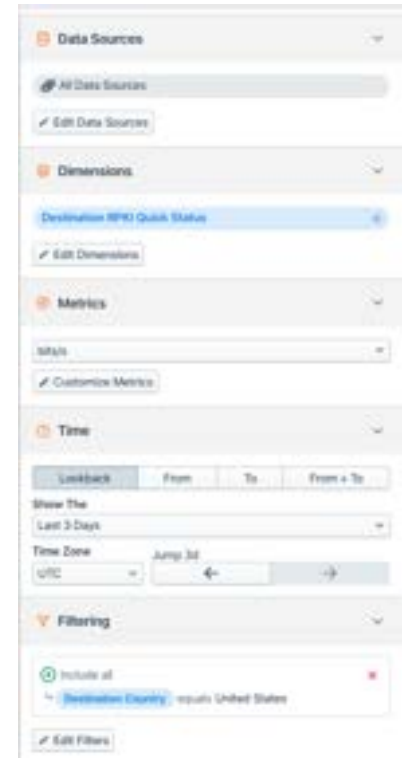 Data Sources
All Data Sources
Edit Data Sources
Dimensions
Destination RPKI Quick Status
Edit Dimensions
Metrics
bits/s
Customize Metrics
Time
Lookback From To From + To
Show The
Last 3 Days
Time Zone Jump 3d
UTC
Filtering
Include all
Destination Country equals United States
Edit Filters